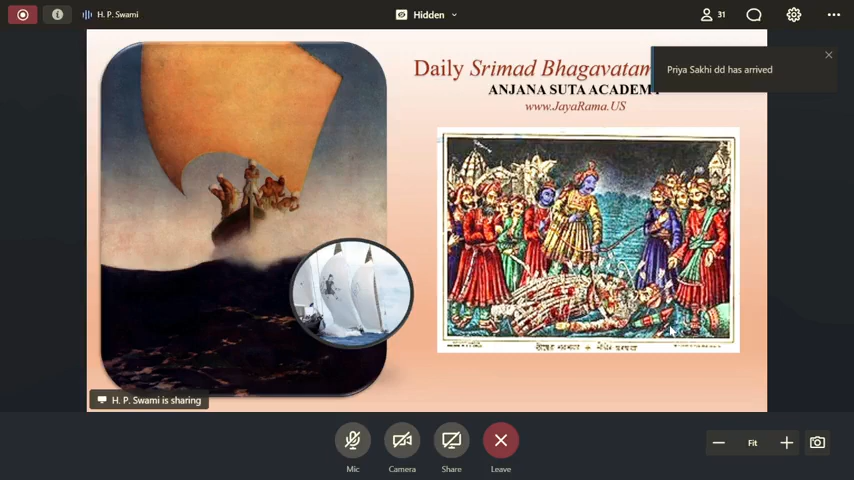 H. P. Swami
Hidden
31
Daily Srimad Bhagavatam
Priya Sakhi dd has arrived
ANJANA SUTA ACADEMY
www.JayaRama.US
H. P. Swami is sharing
Mic
Camera
Share
Leave
Fit